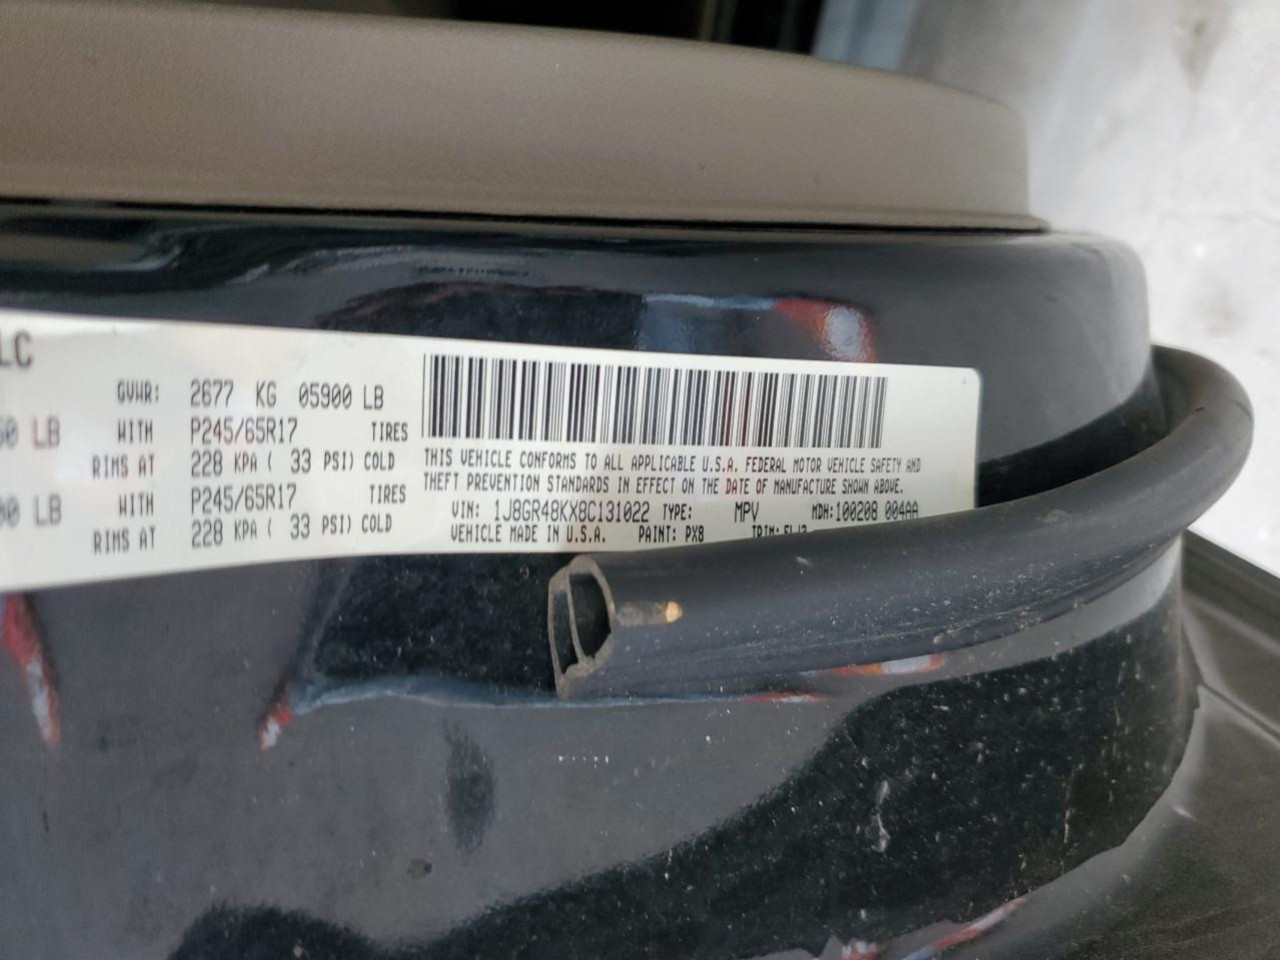 LC
GVWR: 2677 KG 05900 LB
LB WITH P245/65R17 TIRES
RIMS AT 228 KPA ( 33 PSI) COLD
LB WITH P245/65R17 TIRES
RIMS AT 228 KPA ( 33 PSI) COLD
THIS VEHICLE CONFORMS TO ALL APPLICABLE U.S.A. FEDERAL MOTOR VEHICLE SAFETY AND
THEFT PREVENTION STANDARDS IN EFFECT ON THE DATE OF MANUFACTURE SHOWN ABOVE.
VIN: 1J8GR48KX8C131022 TYPE: MPV MDH:100208 004AA
VEHICLE MADE IN U.S.A. PAINT: PX8 TRIM: